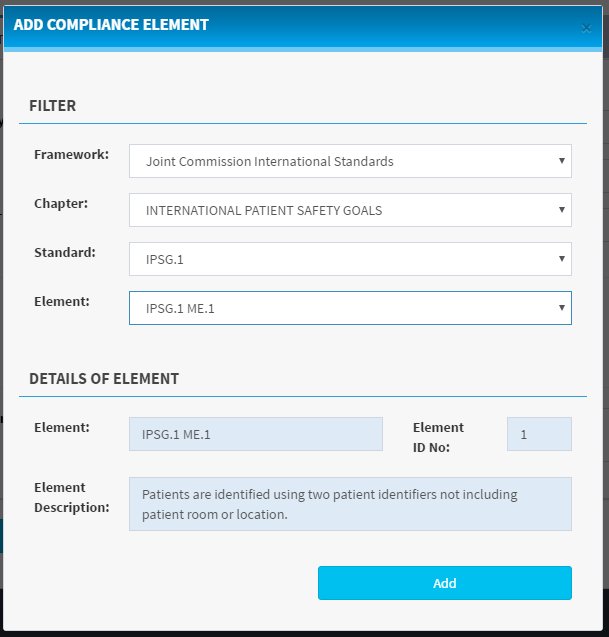 ADD COMPLIANCE ELEMENT
FILTER
Framework: Joint Commission International Standards
Chapter: INTERNATIONAL PATIENT SAFETY GOALS
Standard: IPSG.1
Element: IPSG.1 ME.1
DETAILS OF ELEMENT
Element: IPSG.1 ME.1 Element ID No: 1
Element Description: Patients are identified using two patient identifiers not including
patient room or location.
Add